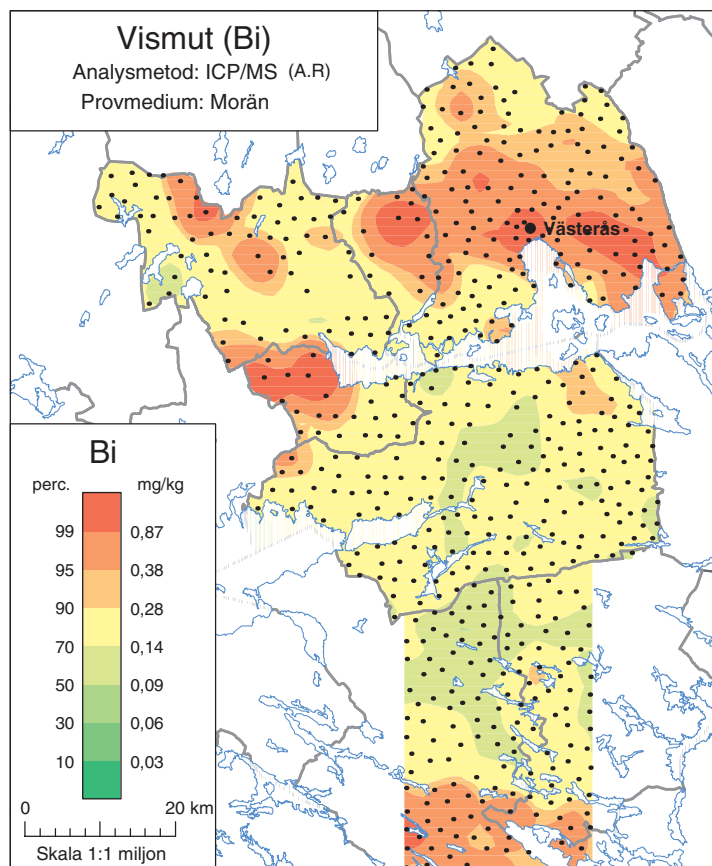 Vismut (Bi)
Analysmetod: ICP/MS (A.R)
Provmedium: Morän
Västerås
Bi
perc. mg/kg
99 0,87
95 0,38
90 0,28
70 0,14
50 0,09
30 0,06
10 0,03
0 20 km
Skala 1:1 miljon